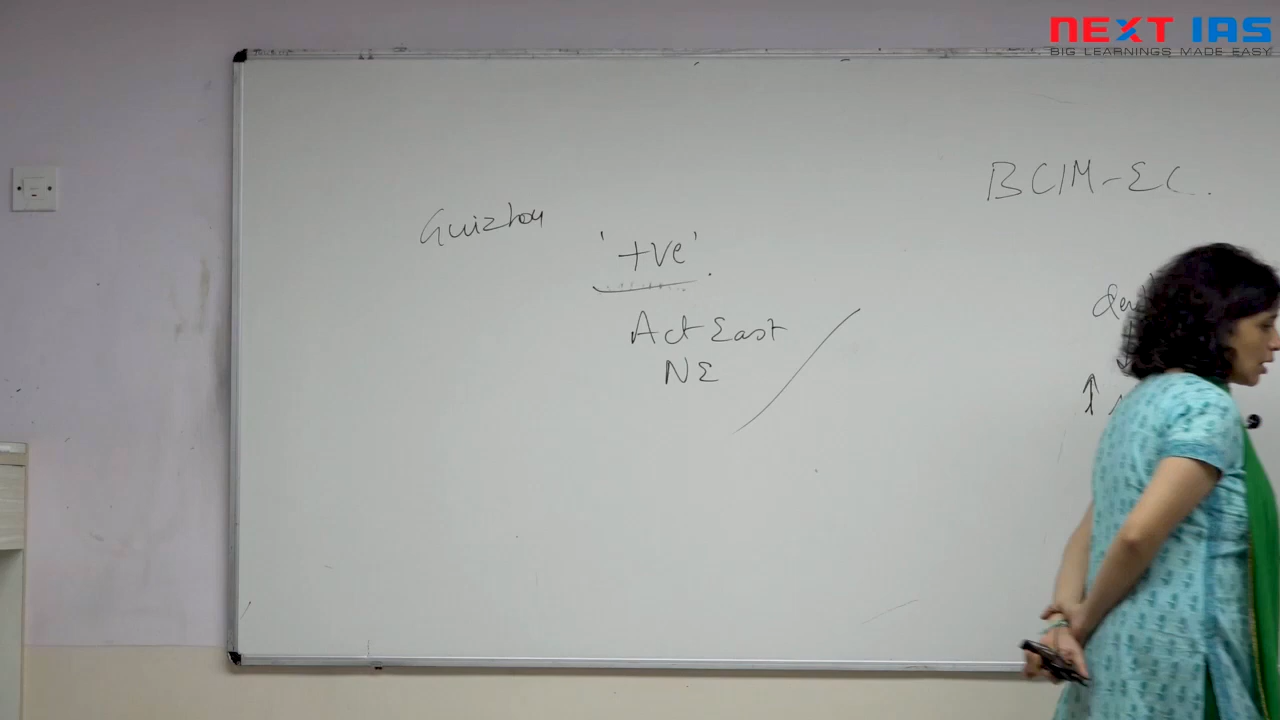 NEXT IAS
BIG LEARNINGS MADE EASY
BCIM-EC.
Guizhou
'+ve'.
Act East
NE